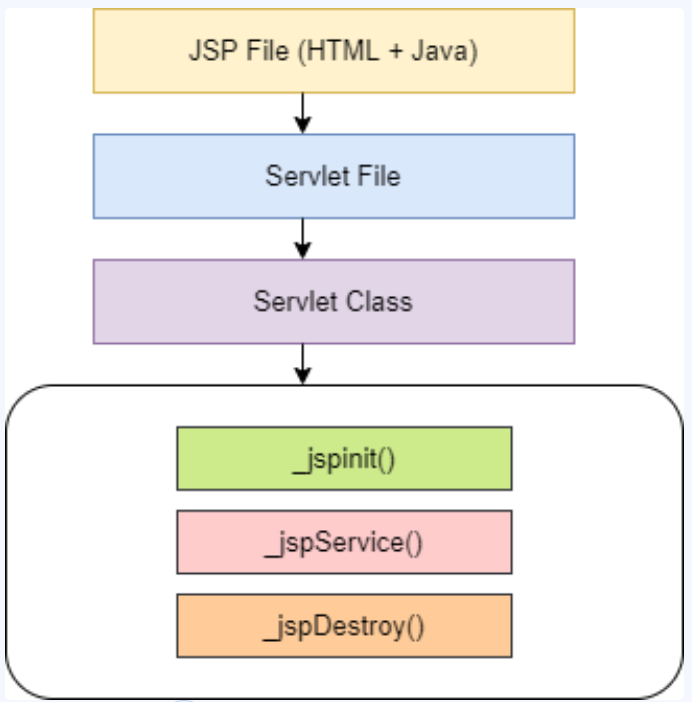 JSP File (HTML + Java)
Servlet File
Servlet Class
_jspinit()
_jspService()
_jspDestroy()